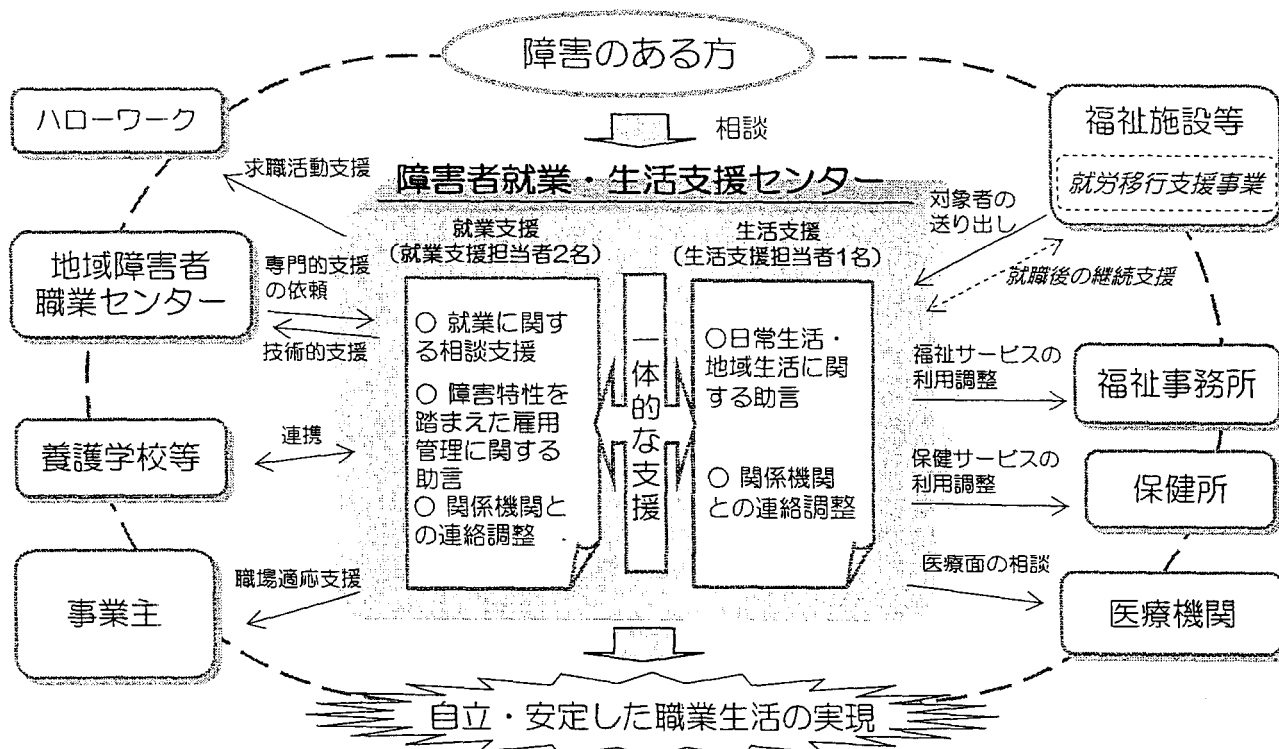 障害のある方
相談
ハローワーク
求職活動支援
地域障害者
職業センター
専門的支援
の依頼
技術的支援
養護学校等
連携
事業主
職場適応支援
障害者就業・生活支援センター
就業支援
(就業支援担当者2名)
○ 就業に関す
る相談支援
○ 障害特性を
踏まえた雇用
管理に関する
助言
○ 関係機関と
の連絡調整
一体的な支援
生活支援
(生活支援担当者1名)
○日常生活・
地域生活に関
する助言
○ 関係機関
との連絡調整
福祉施設等
就労移行支援事業
対象者の
送り出し
就職後の継続支援
福祉サービスの
利用調整
福祉事務所
保健サービスの
利用調整
保健所
医療面の相談
医療機関
自立・安定した職業生活の実現